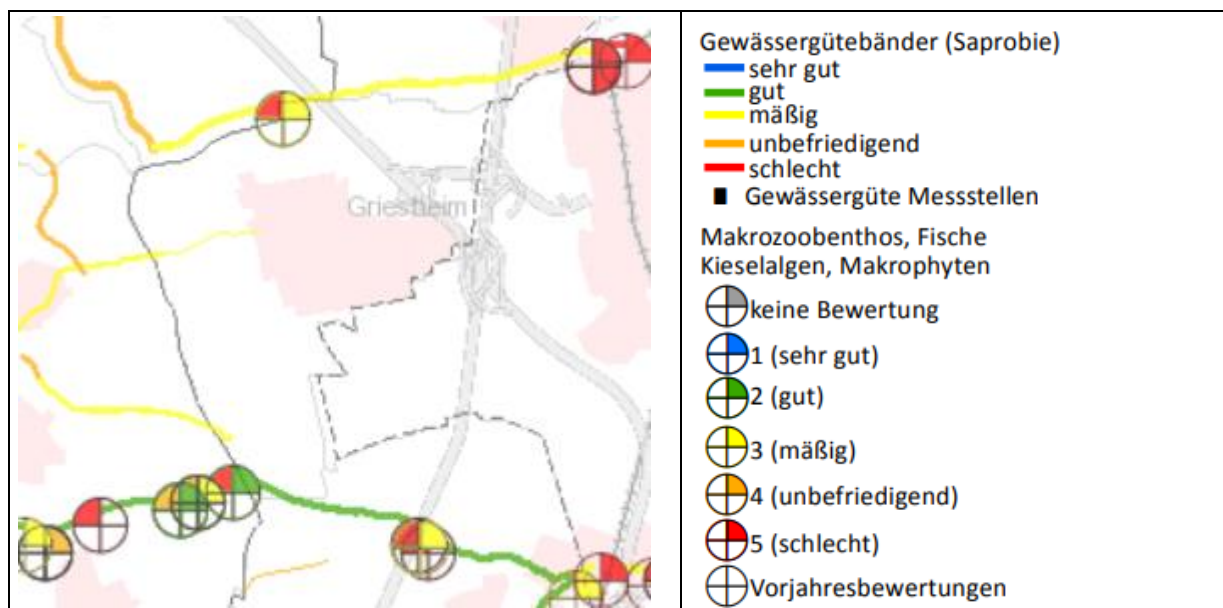 Griesheim
Gewässergütebänder (Saprobie)
sehr gut
gut
mäßig
unbefriedigend
schlecht
Gewässergüte Messstellen
Makrozoobenthos, Fische
Kieselalgen, Makrophyten
keine Bewertung
1 (sehr gut)
2 (gut)
3 (mäßig)
4 (unbefriedigend)
5 (schlecht)
Vorjahresbewertungen